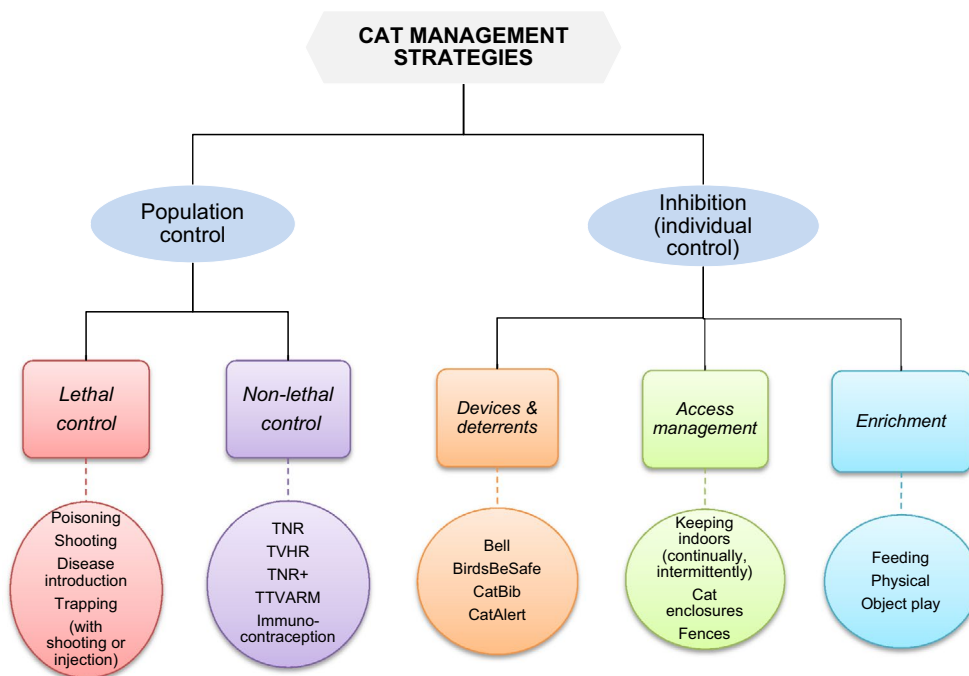 CAT MANAGEMENT
STRATEGIES
Population
control
Inhibition
(individual
control)
Lethal
control
Non-lethal
control
Devices &
deterrents
Access
management
Enrichment
Poisoning
Shooting
Disease
introduction
Trapping
(with
shooting or
injection)
TNR
TVHR
TNR+
TTVARM
Immuno-
contraception
Bell
BirdsBeSafe
CatBib
CatAlert
Keeping
indoors
(continually,
intermittently)
Cat
enclosures
Fences
Feeding
Physical
Object play